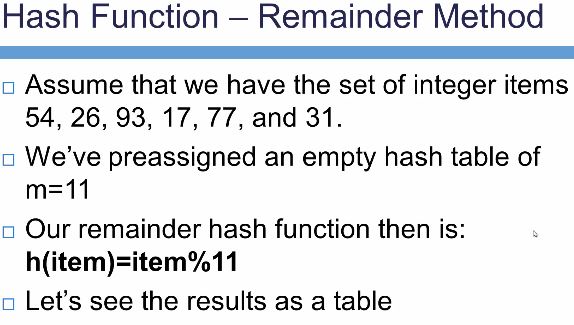 Hash Function – Remainder Method
Assume that we have the set of integer items
54, 26, 93, 17, 77, and 31.
We’ve preassigned an empty hash table of
m=11
Our remainder hash function then is:
h(item)=item%11
Let’s see the results as a table